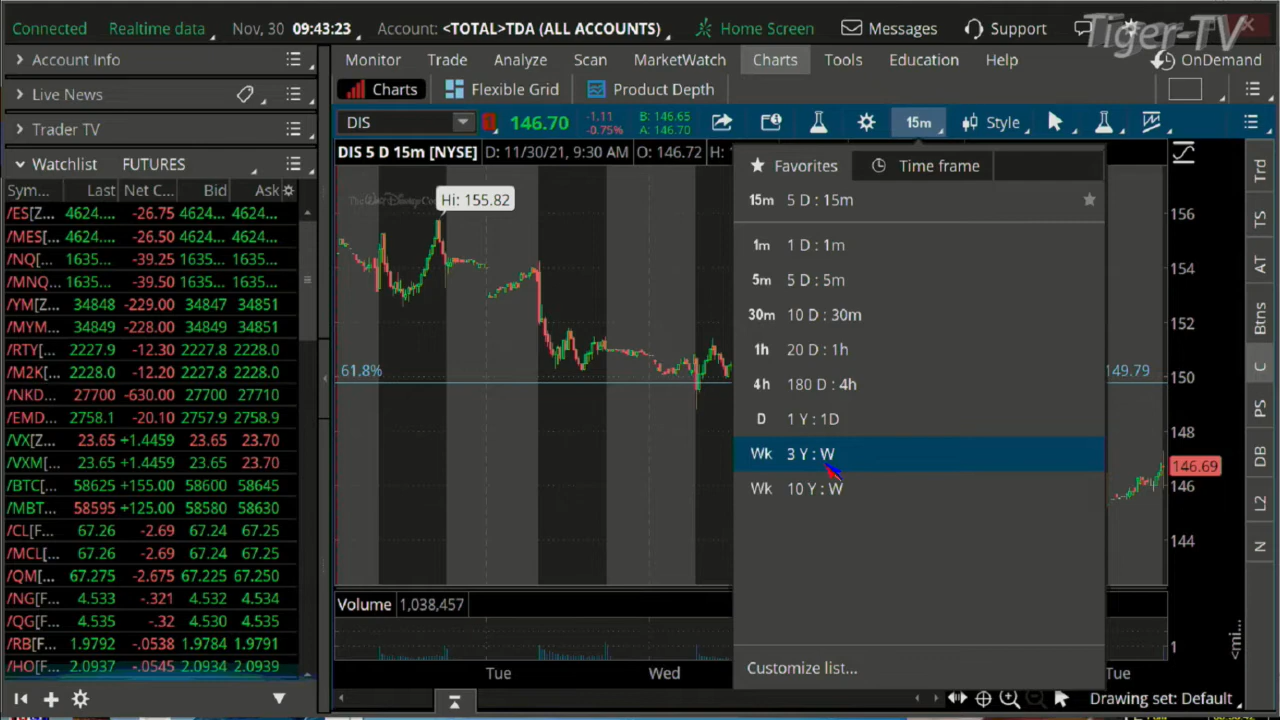 Connected Realtime data Nov, 30 09:43:23 Account: <TOTAL>TDA (ALL ACCOUNTS) Home Screen Messages Support
Tiger-TV
OnDemand
Account Info
Live News
Trader TV
Watchlist FUTURES
Monitor Trade Analyze Scan MarketWatch Charts Tools Education Help
Charts Flexible Grid Product Depth
DIS 146.70 -1.11 -0.75% B: 146.65 A: 146.70 15m Style
DIS 5 D 15m [NYSE] D: 11/30/21, 9:30 AM O: 146.72 H:
Sym... Last Net C... Bid Ask
/ES[Z... 4624.... -26.75 4624... 4624...
/MES[... 4624.... -26.50 4624... 4624...
/NQ[... 1635... -39.25 1635... 1635...
/MNQ... 1635... -39.50 1635... 1635...
/YM[Z... 34848 -229.00 34847 34851
/MYM... 34849 -228.00 34849 34851
/RTY[... 2227.9 -12.30 2227.8 2228.0
/M2K[... 2228.0 -12.20 2227.8 2228.0
/NKD... 27700 -630.00 27700 27705
/EMD... 2758.1 -20.10 2757.9 2758.9
/VX[Z... 23.65 +1.4459 23.65 23.70
/VXM[... 23.65 +1.4459 23.65 23.70
/BTC[... 58625 +155.00 58600 58645
/MBT... 58595 +125.00 58580 58630
/CL[F... 67.26 -2.69 67.24 67.25
/MCL[... 67.26 -2.69 67.23 67.26
/QM[... 67.275 -2.675 67.225 67.250
/NG[F... 4.533 -.321 4.532 4.534
/QG[F... 4.535 -.32 4.530 4.535
/RB[F... 1.9792 -.0538 1.9784 1.9791
/HO[F... 2.0937 -.0545 2.0934 2.0939
The Walt Disney Co
Hi: 155.82
61.8%
149.79
Favorites Time frame
15m 5 D : 15m
1m 1 D : 1m
5m 5 D : 5m
30m 10 D : 30m
1h 20 D : 1h
4h 180 D : 4h
D 1 Y : 1D
Wk 3 Y : W
Wk 10 Y : W
Customize list...
156
154
152
150
148
146.69
146
144
1
Volume 1,038,457
Tue Wed Tue
<mi...
Drawing set: Default
Trd
TS
AT
Btns
C
PS
DB
L2
N